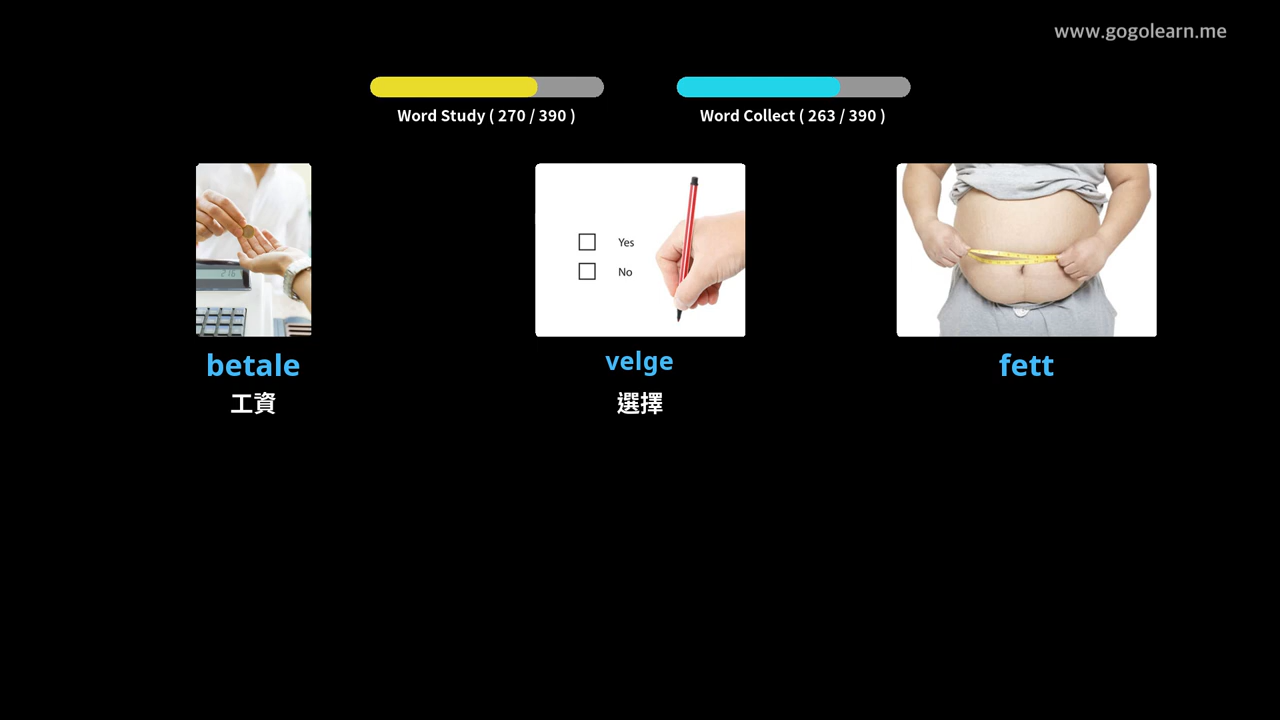 www.gogolearn.me
Word Study ( 270 / 390 )
Word Collect ( 263 / 390 )
216
Yes
No
betale
velge
fett
工資
選擇